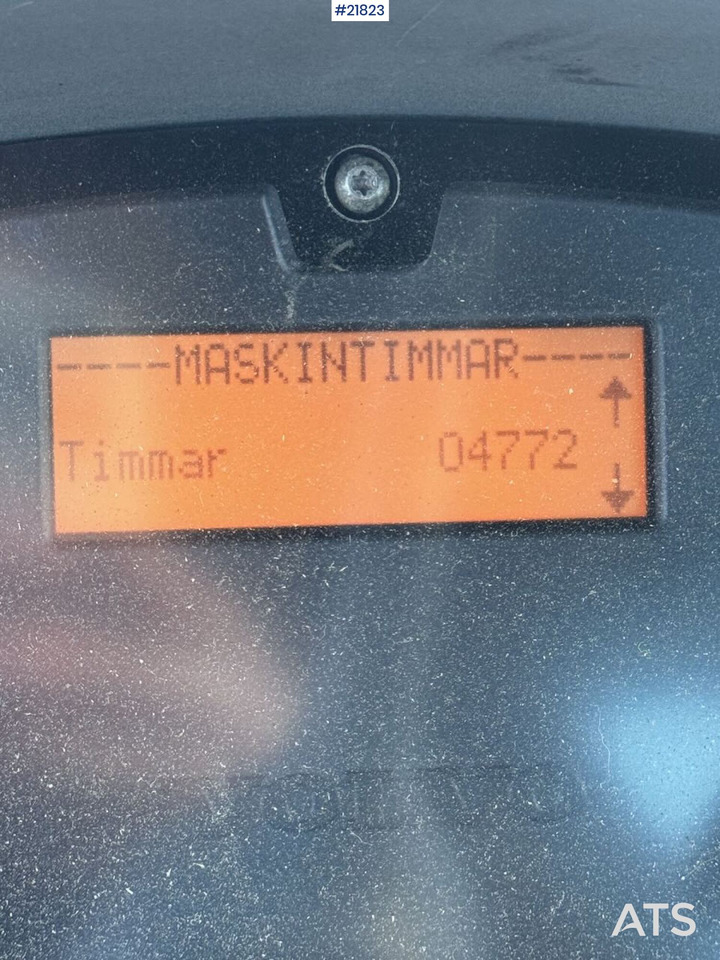 #21823
----MASKINTIMMAR----
Timmar 04772
ATS